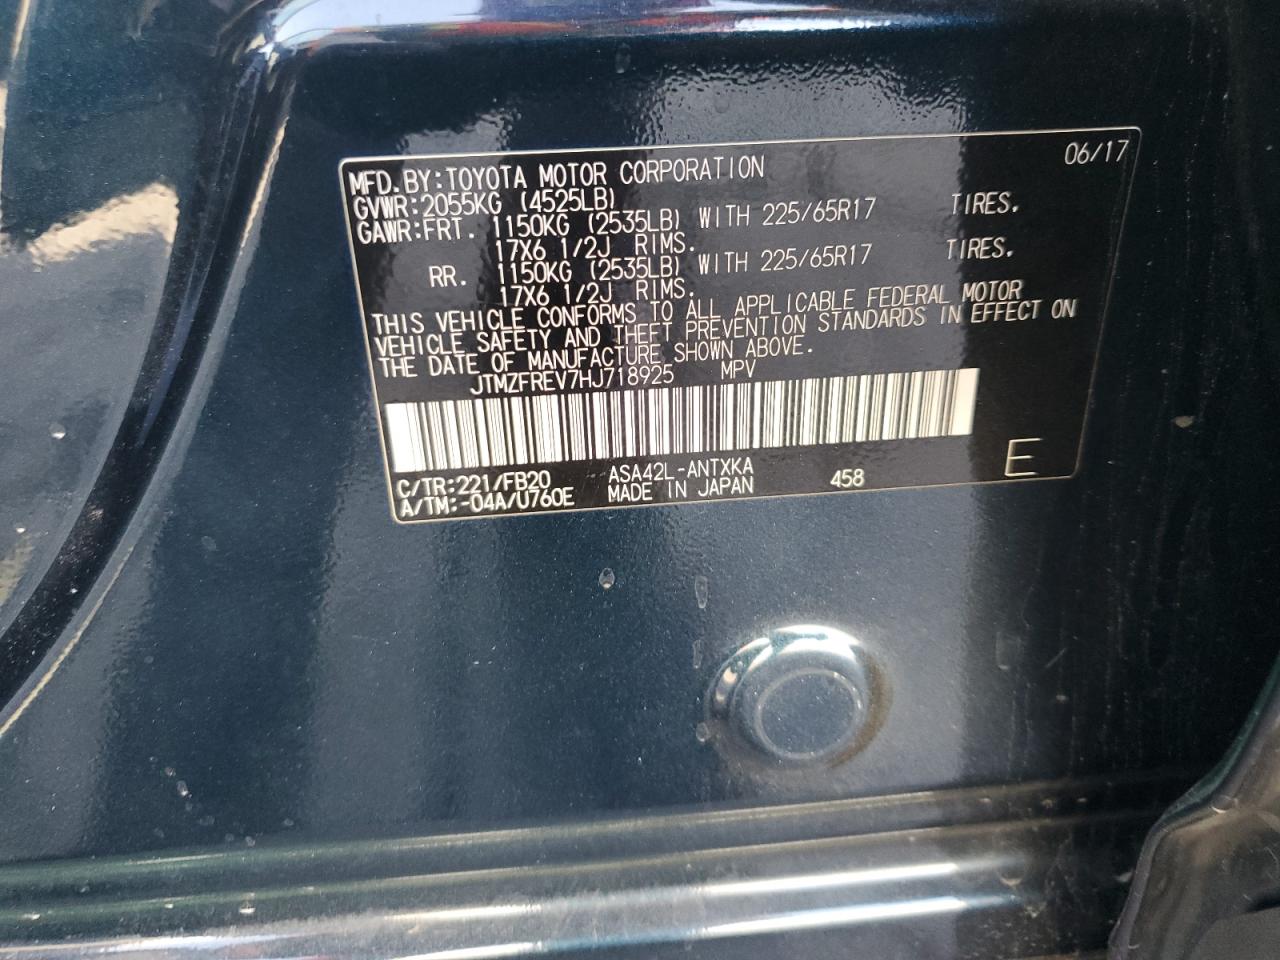 06/17
MFD.BY:TOYOTA MOTOR CORPORATION
GVWR:2055KG (4525LB)
GAWR:FRT. 1150KG (2535LB) WITH 225/65R17 TIRES.
17X6 1/2J RIMS.
RR. 1150KG (2535LB) WITH 225/65R17 TIRES.
17X6 1/2J RIMS.
THIS VEHICLE CONFORMS TO ALL APPLICABLE FEDERAL MOTOR
VEHICLE SAFETY AND THEFT PREVENTION STANDARDS IN EFFECT ON
THE DATE OF MANUFACTURE SHOWN ABOVE.
JTMZFREV7HJ718925 MPV
C/TR:221/FB20 ASA42L-ANTXKA 458 E
A/TM:-04A/U760E MADE IN JAPAN